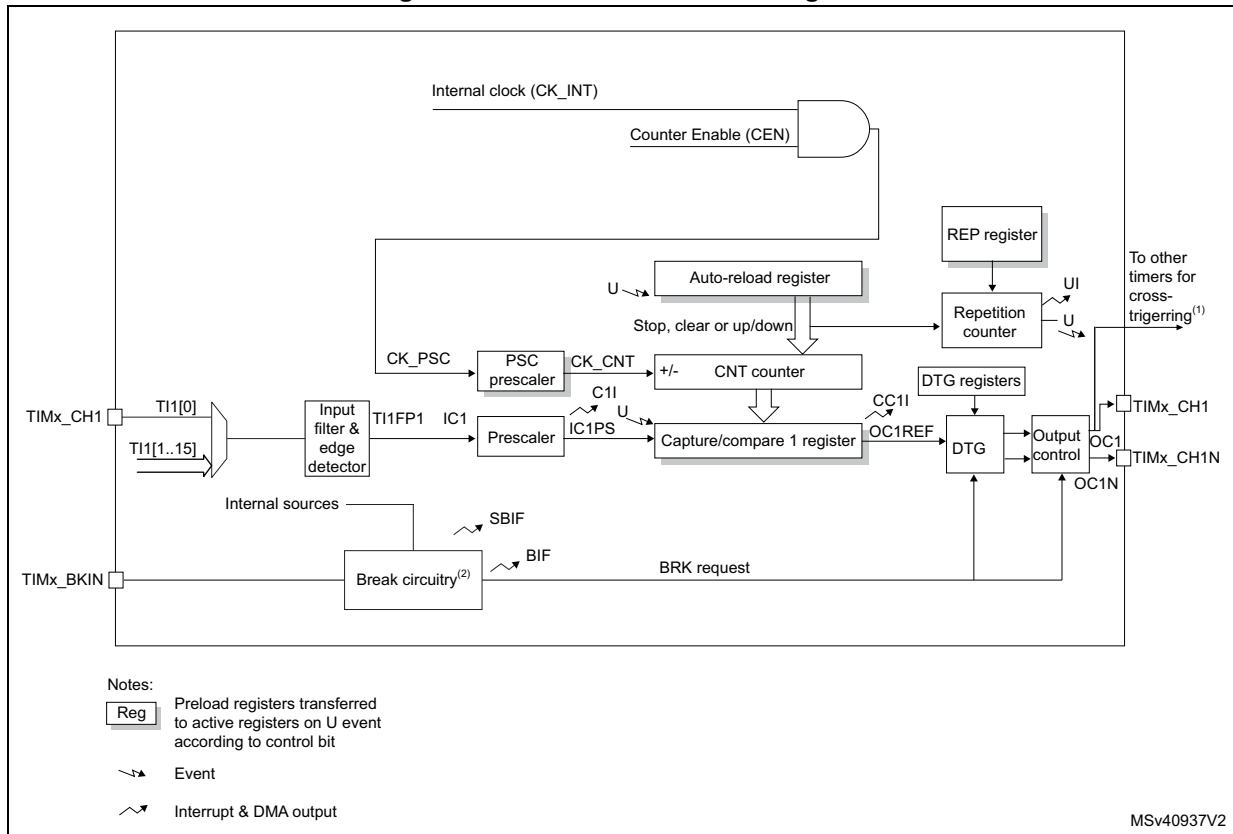 Internal clock (CK_INT)
Counter Enable (CEN)
REP register
To other
timers for
cross-
trigerring(1)
Auto-reload register
U
UI
Repetition
counter
U
Stop, clear or up/down
CK_PSC
PSC
prescaler
CK_CNT
+/-
CNT counter
DTG registers
TIMx_CH1
TI1[0]
TI1[1..15]
Input
filter &
edge
detector
TI1FP1
IC1
Prescaler
C1I
IC1PS
U
Capture/compare 1 register
CC1I
OC1REF
DTG
Output
control
OC1
TIMx_CH1
TIMx_CH1N
OC1N
Internal sources
SBIF
TIMx_BKIN
Break circuitry(2)
BIF
BRK request
Notes:
Reg
Preload registers transferred
to active registers on U event
according to control bit
Event
Interrupt & DMA output
MSv40937V2